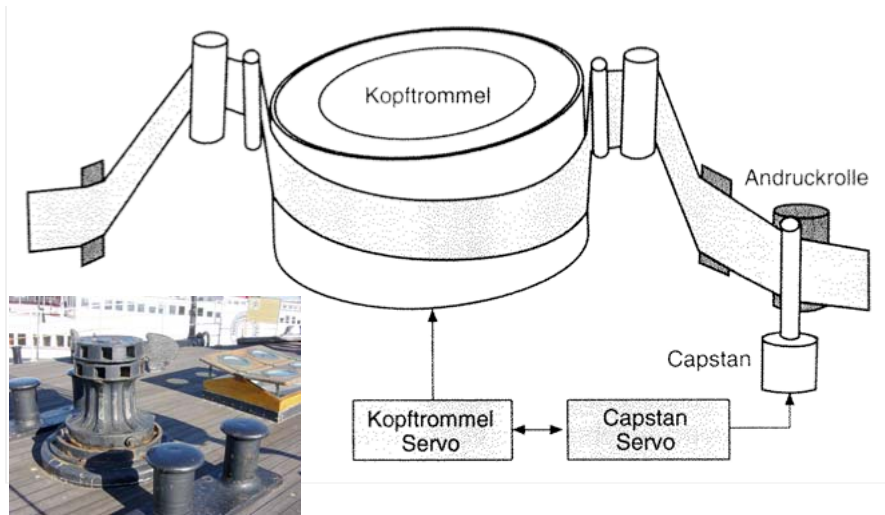 Kopftrommel
Andruckrolle
Capstan
Kopftrommel
Servo
Capstan
Servo